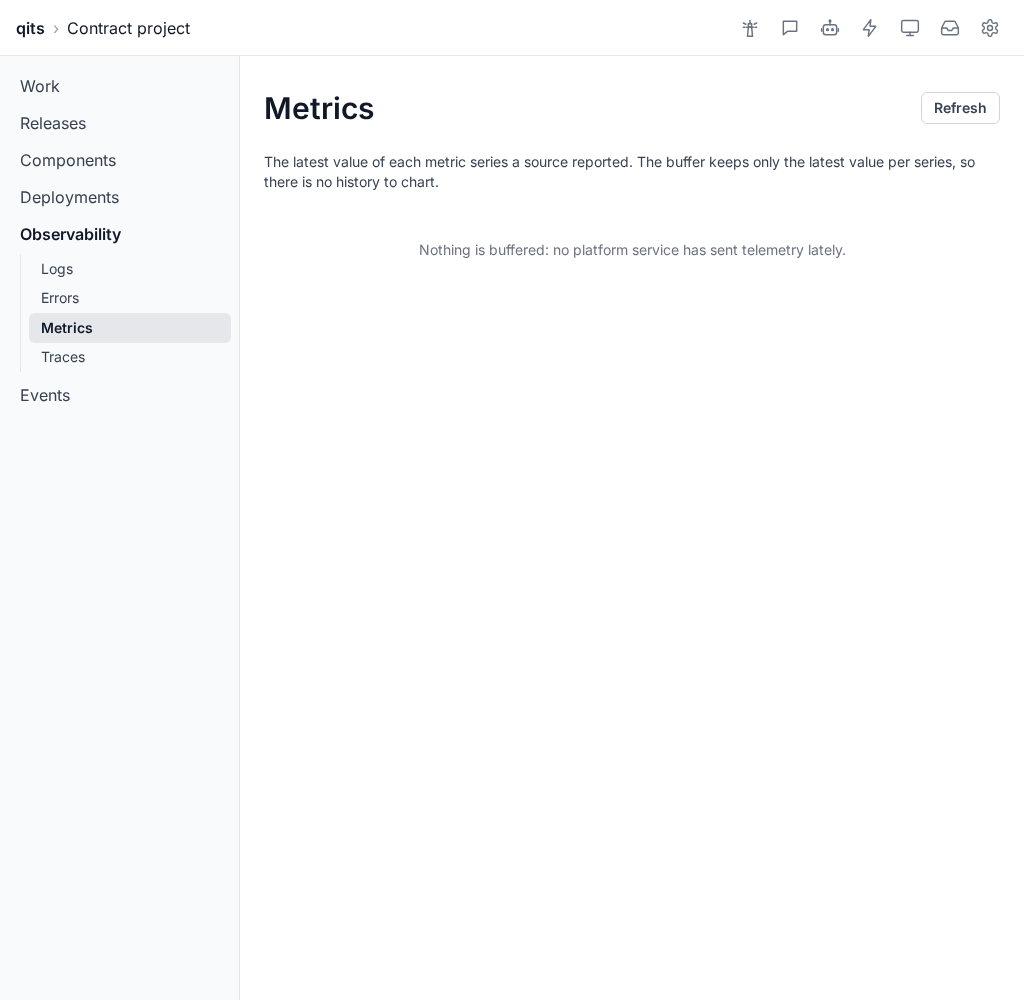 qits › Contract project
Work
Releases
Components
Deployments
Observability
Logs
Errors
Metrics
Traces
Events
Metrics
Refresh
The latest value of each metric series a source reported. The buffer keeps only the latest value per series, so
there is no history to chart.
Nothing is buffered: no platform service has sent telemetry lately.